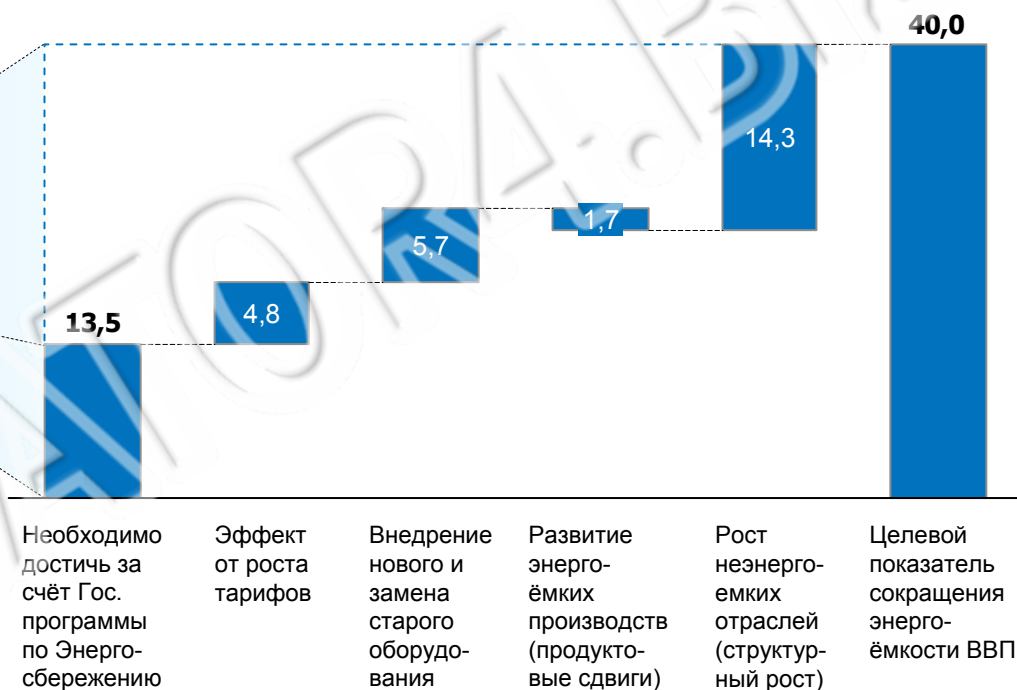 40,0
14,3
5,7
1,7
4,8
13,5
Необходимо
достичь за
счёт Гос.
программы
по Энерго-
сбережению
Эффект
от роста
тарифов
Внедрение
нового и
замена
старого
оборудо-
вания
Развитие
энерго-
ёмких
производств
(продукто-
вые сдвиги)
Рост
неэнерго-
емких
отраслей
(структур-
ный рост)
Целевой
показатель
сокращения
энерго-
ёмкости ВВП